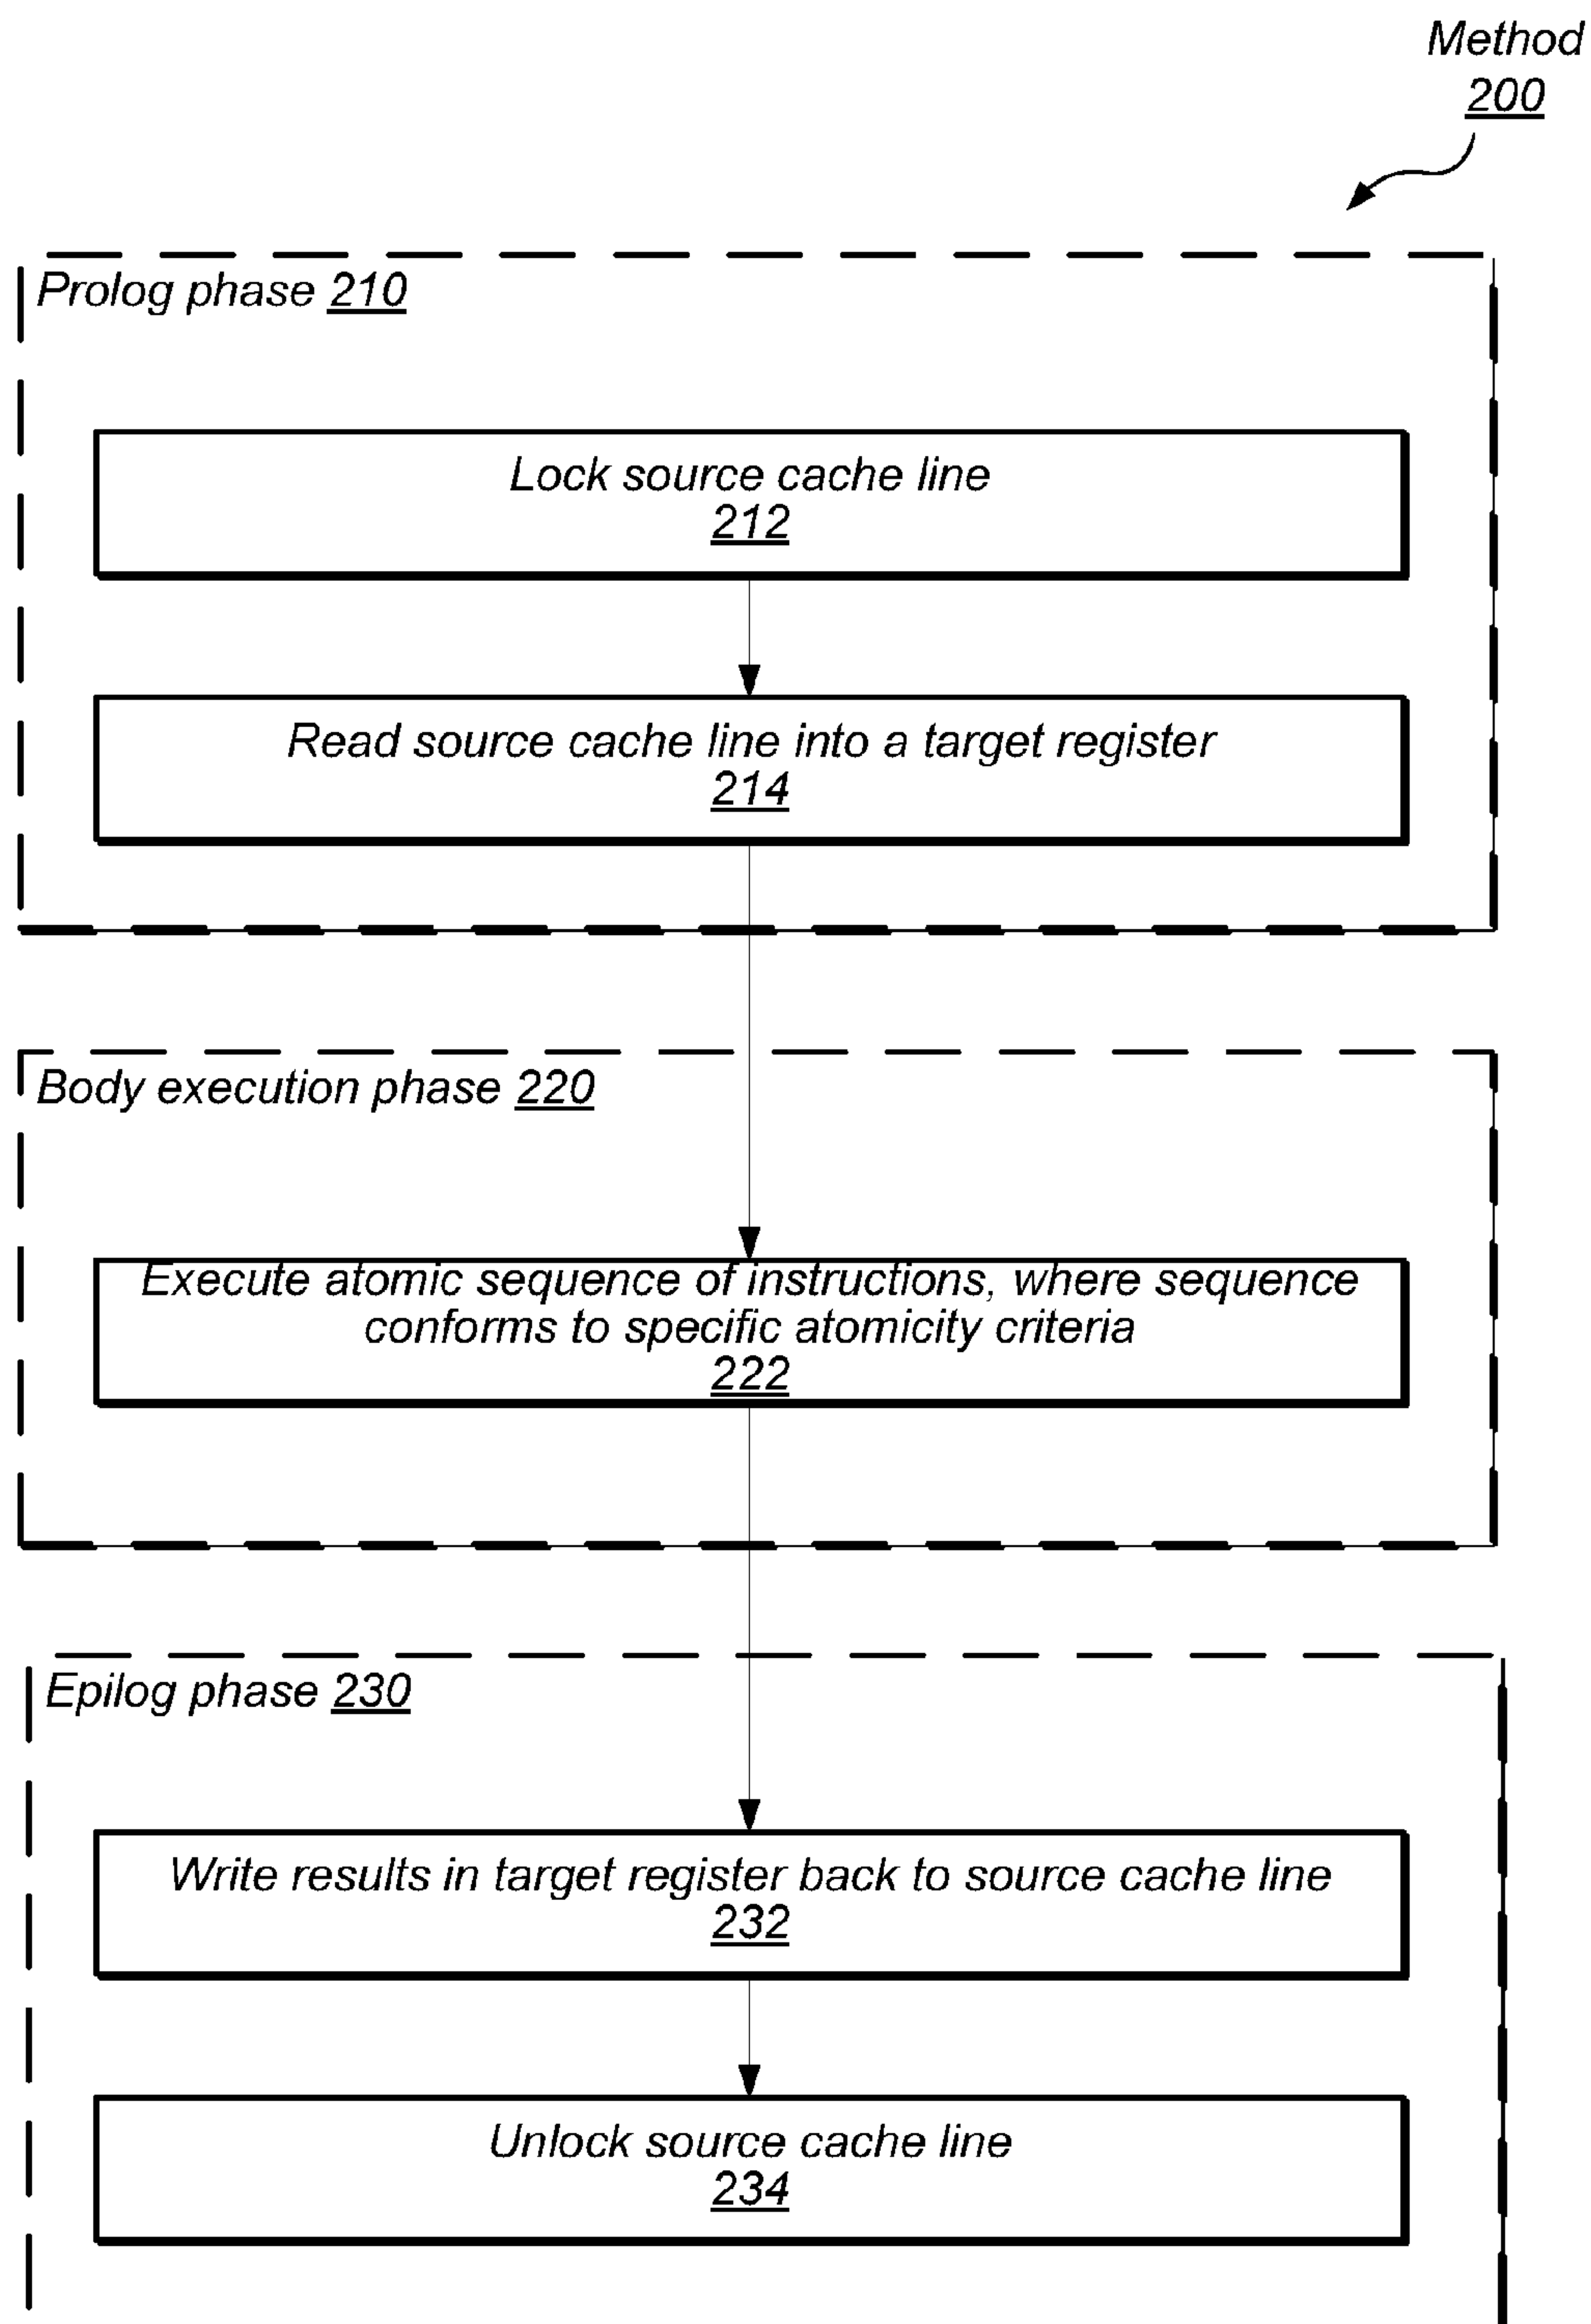 Method
200
Prolog phase 210
Lock source cache line
212
Read source cache line into a target register
214
Body execution phase 220
Execute atomic sequence of instructions, where sequence
conforms to specific atomicity criteria
222
Epilog phase 230
Write results in target register back to source cache line
232
Unlock source cache line
234